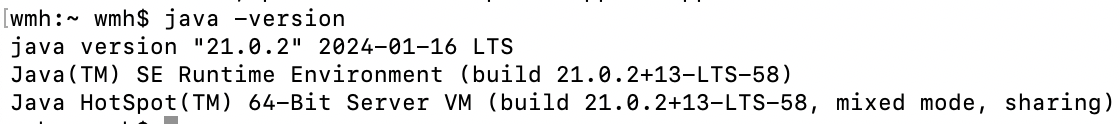 wmh:~ wmh$ java -version
java version "21.0.2" 2024-01-16 LTS
Java(TM) SE Runtime Environment (build 21.0.2+13-LTS-58)
Java HotSpot(TM) 64-Bit Server VM (build 21.0.2+13-LTS-58, mixed mode, sharing)